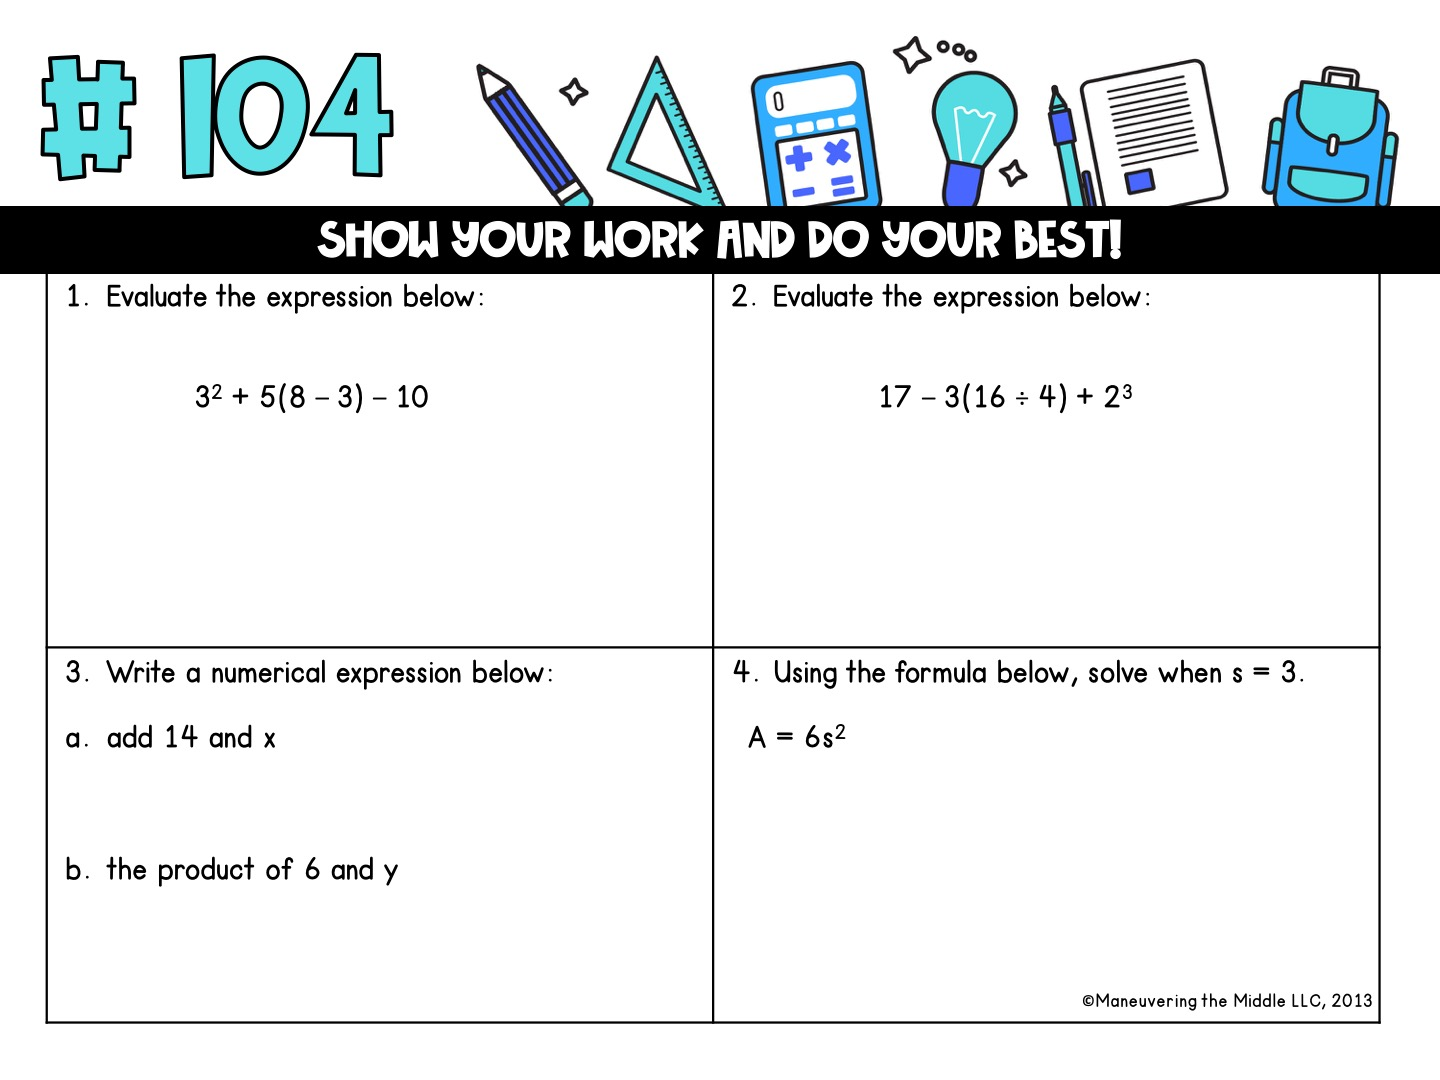 # 104
0
SHOW YOUR WORK AND DO YOUR BEST!
1. Evaluate the expression below:
3² + 5(8 – 3) – 10
2. Evaluate the expression below:
17 – 3(16 ÷ 4) + 2³
3. Write a numerical expression below:
a. add 14 and x
b. the product of 6 and y
4. Using the formula below, solve when s = 3.
A = 6s²
©Maneuvering the Middle LLC, 2013